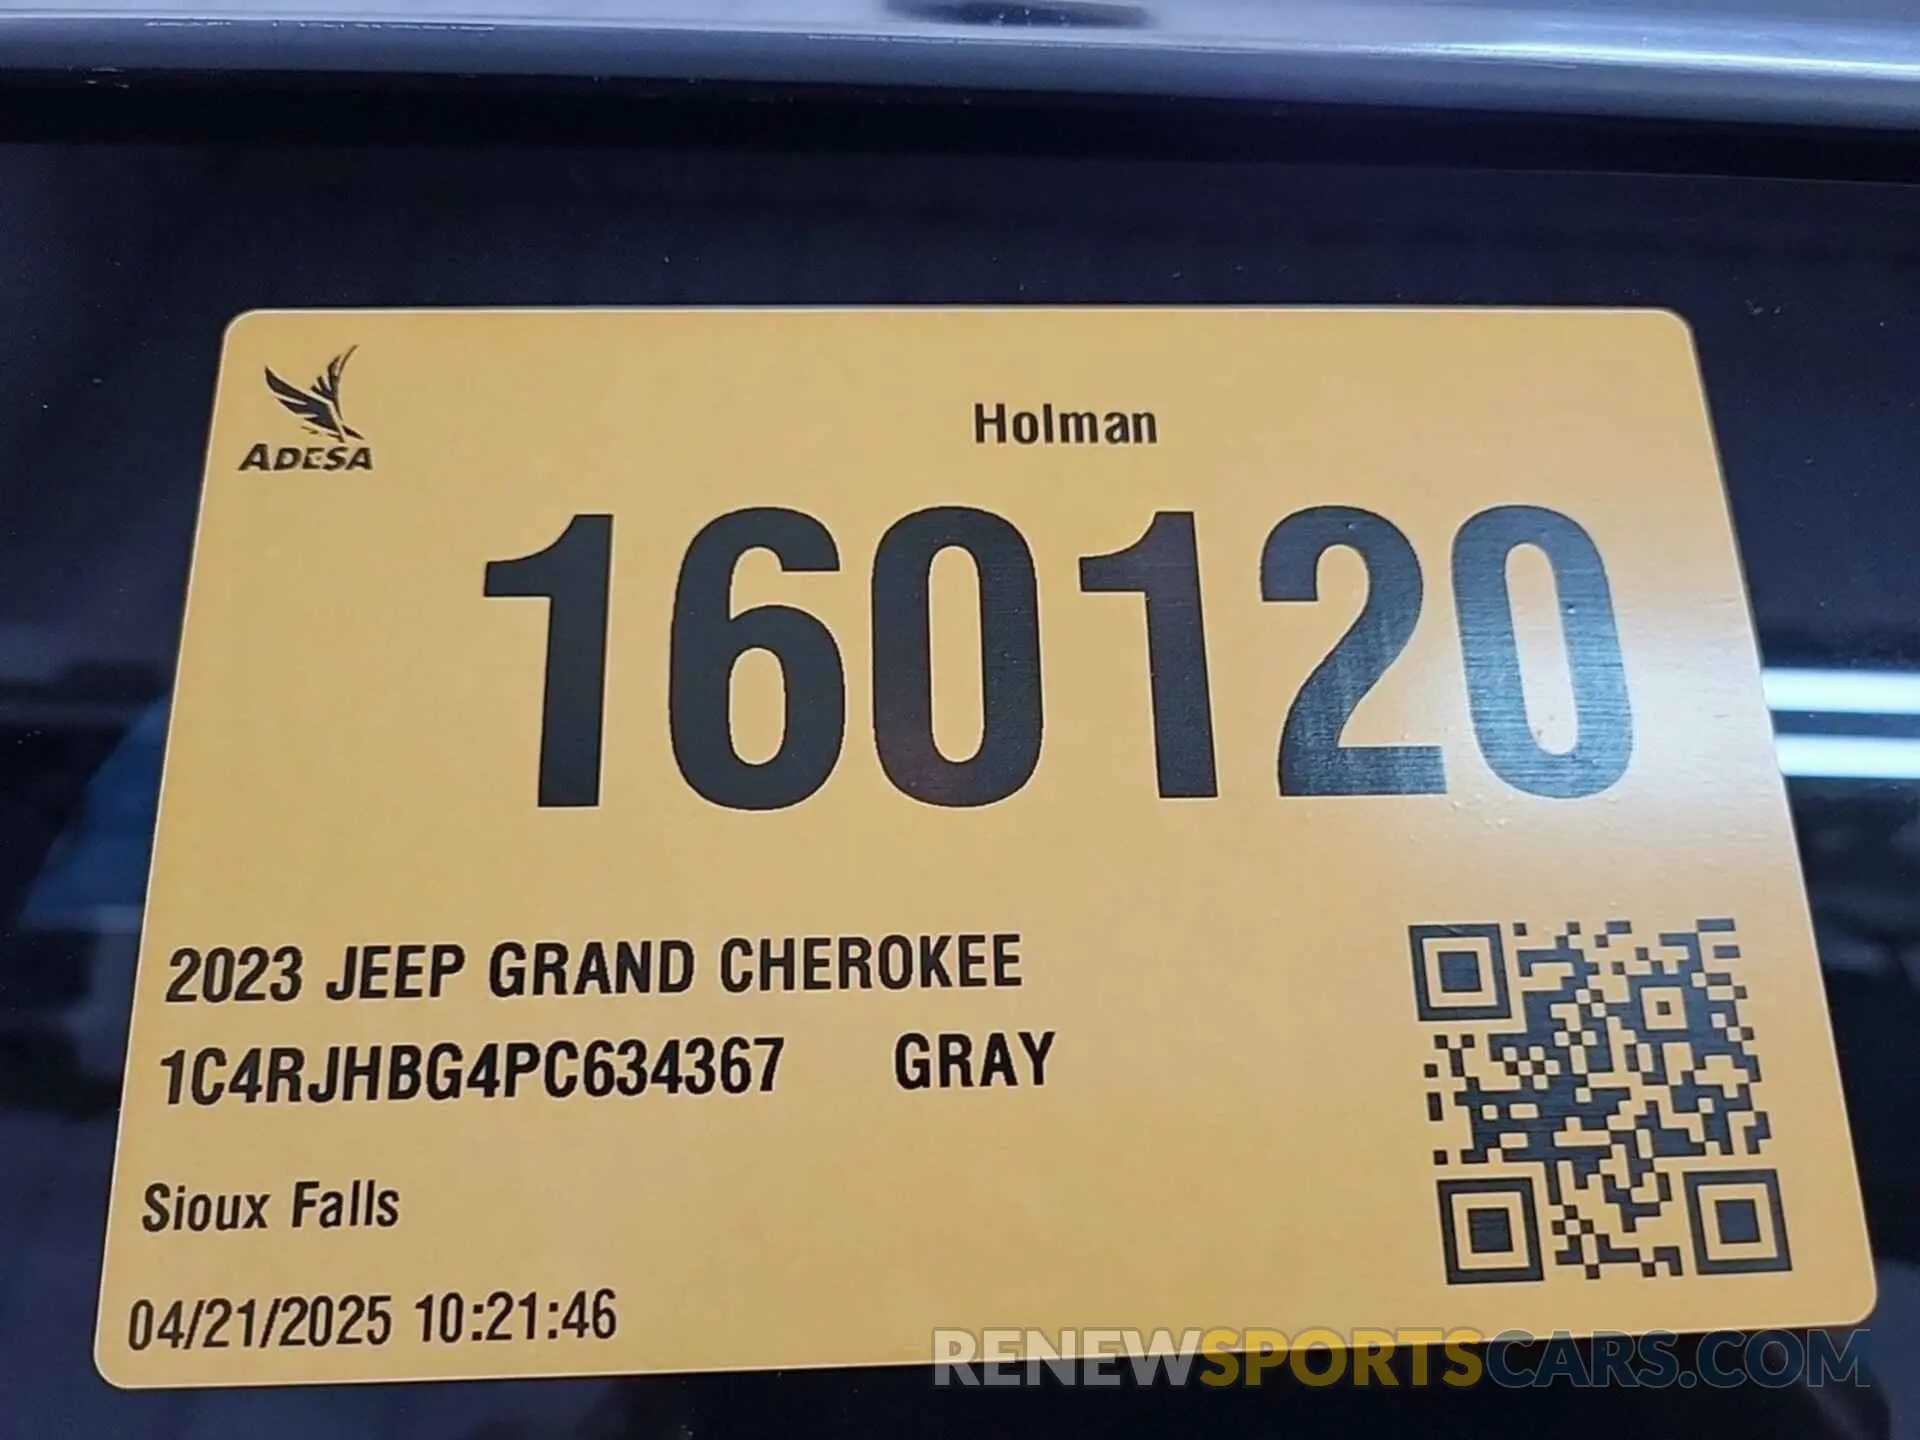 ADESA
Holman
160120
2023 JEEP GRAND CHEROKEE
1C4RJHBG4PC634367 GRAY
Sioux Falls
04/21/2025 10:21:46
RENEWSPORTSCARS.COM